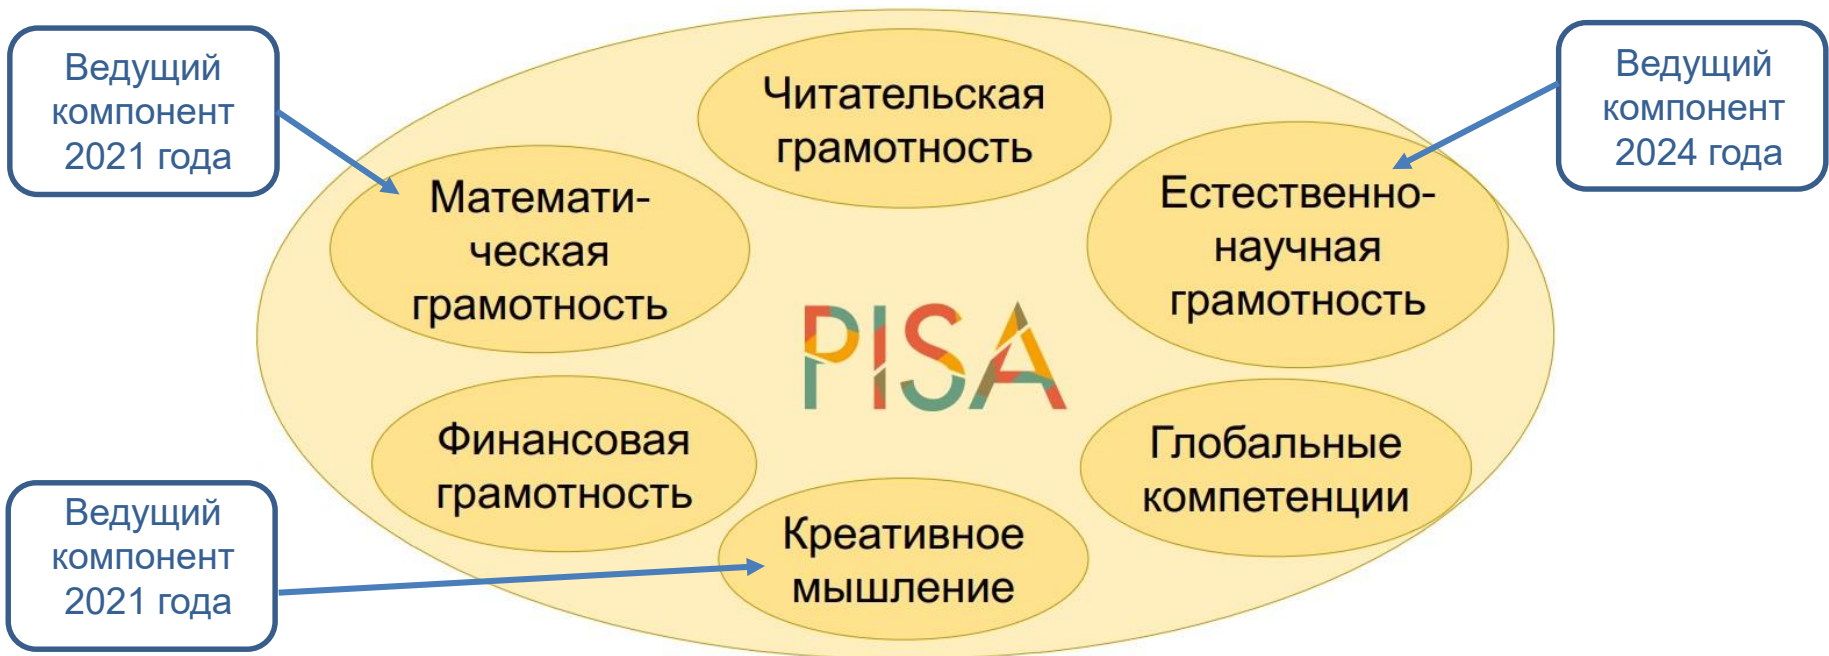 Ведущий
компонент
2021 года
Читательская
грамотность
Ведущий
компонент
2024 года
Математи-
ческая
грамотность
Естественно-
научная
грамотность
PISA
Финансовая
грамотность
Глобальные
компетенции
Ведущий
компонент
2021 года
Креативное
мышление